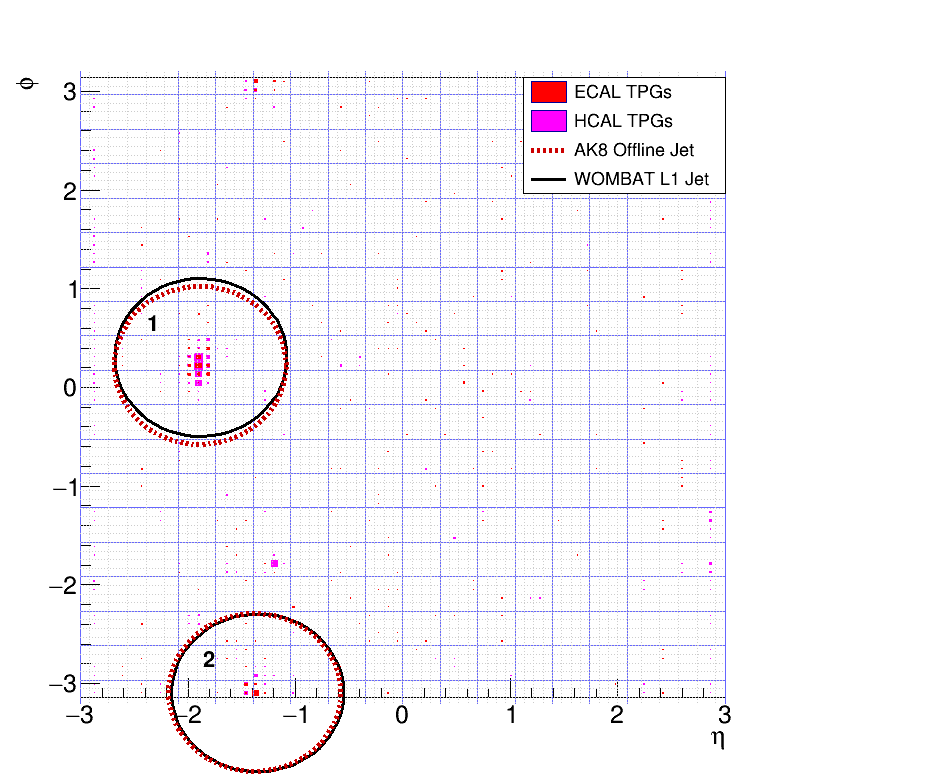 ϕ
3
2
1
0
−1
−2
−3
ECAL TPGs
HCAL TPGs
AK8 Offline Jet
WOMBAT L1 Jet
1
2
−3 −2 −1 0 1 2 3
η